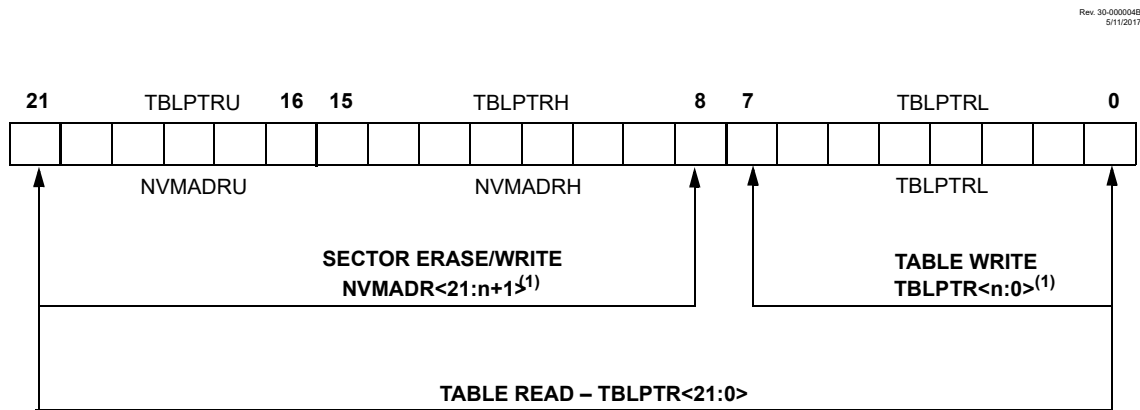 Rev. 30-000004B
5/11/2017
21 TBLPTRU 16 15 TBLPTRH 8 7 TBLPTRL 0
NVMADRU NVMADRH TBLPTRL
SECTOR ERASE/WRITE
NVMADR<21:n+1>(1)
TABLE WRITE
TBLPTR<n:0>(1)
TABLE READ – TBLPTR<21:0>